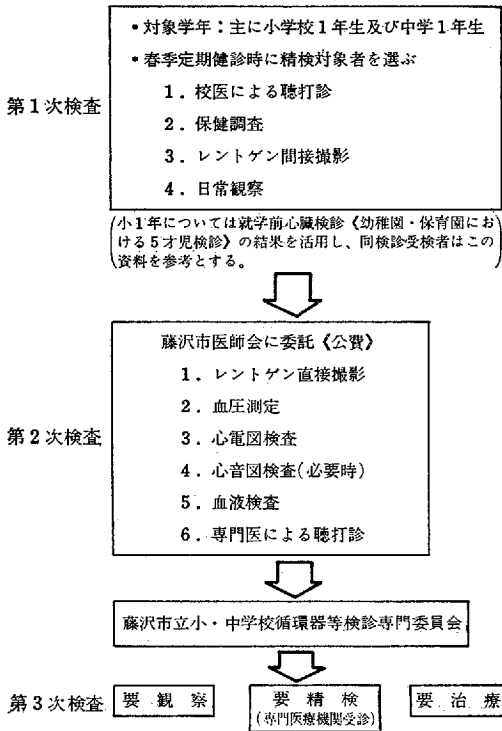 ・対象学年：主に小学校1年生及び中学1年生
・春季定期健診時に精検対象者を選ぶ
1．校医による聴打診
第1次検査
2．保健調査
3．レントゲン間接撮影
4．日常観察
(小1年については就学前心臓検診《幼稚園・保育園にお
ける5才児検診》の結果を活用し、同検診受検者はこの
資料を参考とする。)
藤沢市医師会に委託《公費》
1．レントゲン直接撮影
2．血圧測定
3．心電図検査
第2次検査
4．心音図検査(必要時)
5．血液検査
6．専門医による聴打診
藤沢市立小・中学校循環器等検診専門委員会
第3次検査
要観察
要精検
(専門医療機関受診)
要治療